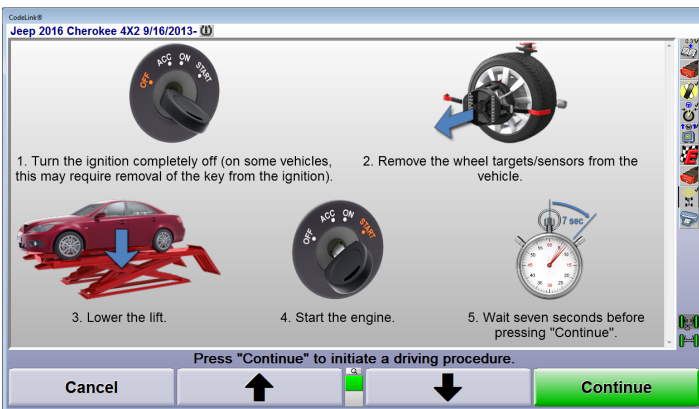 CodeLink®
Jeep 2016 Cherokee 4X2 9/16/2013-
OFF ACC ON START
1. Turn the ignition completely off (on some vehicles,
this may require removal of the key from the ignition).
2. Remove the wheel targets/sensors from the
vehicle.
3. Lower the lift.
OFF ACC ON START
4. Start the engine.
7 sec
5. Wait seven seconds before
pressing "Continue".
Press "Continue" to initiate a driving procedure.
Cancel
Continue